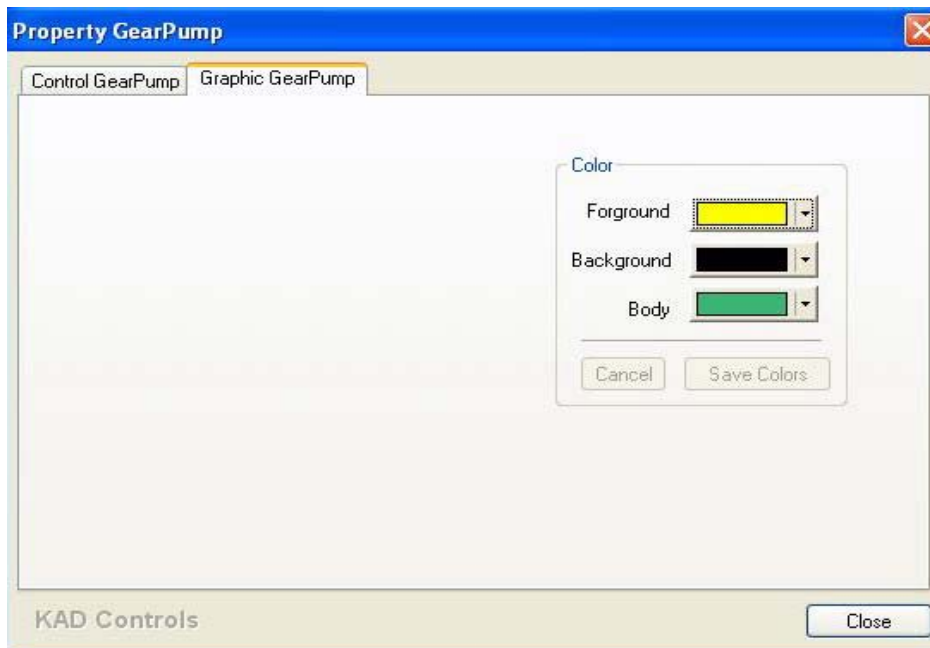 Property GearPump
Control GearPump Graphic GearPump
Color
Forground
Background
Body
Cancel Save Colors
KAD Controls Close